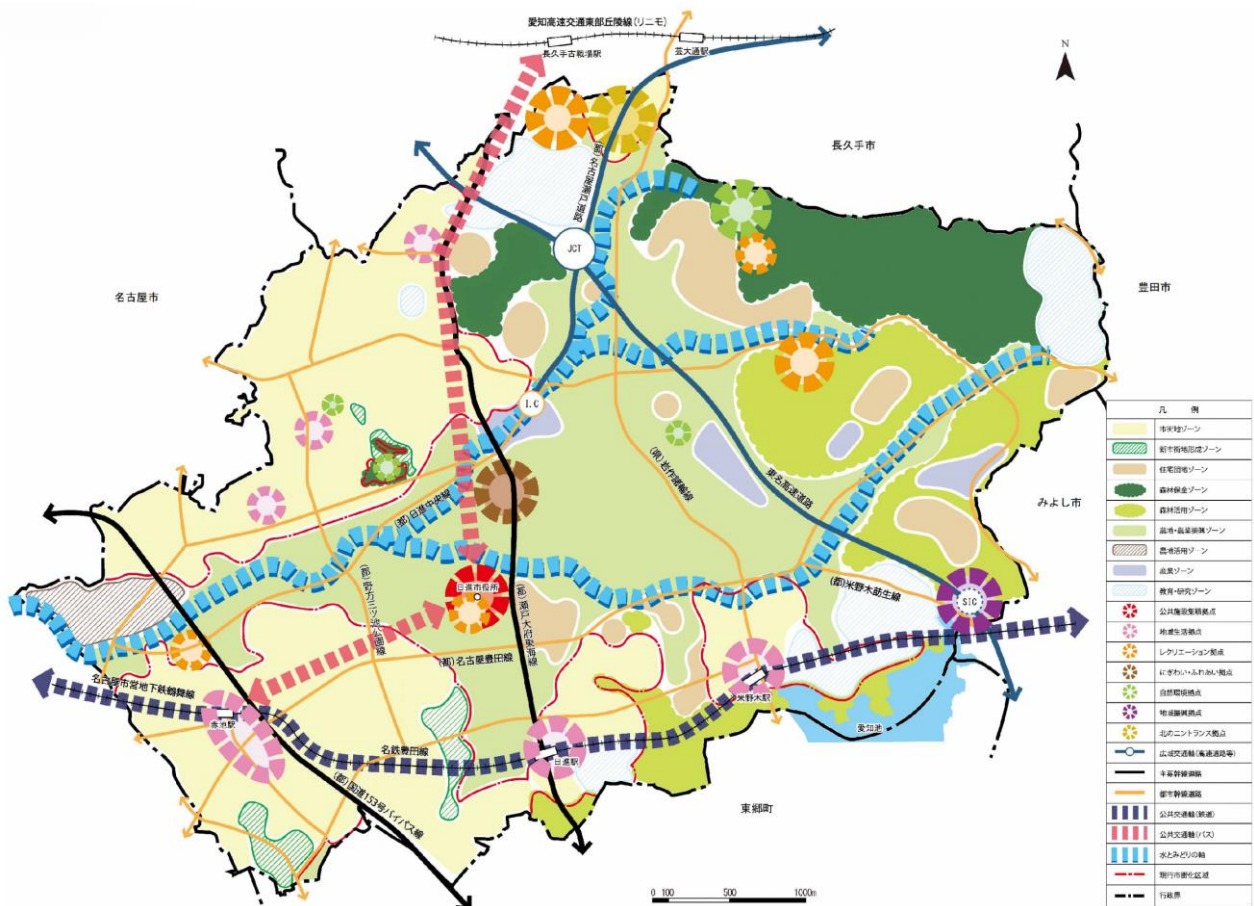 愛知高速交通東部丘陵線(リニモ)
長久手古戦場駅
芸大通駅
N
長久手市
(都)名古屋瀬戸道路
JCT
名古屋市
豊田市
I.C
(県)岩作諸輪線
東名高速道路
みよし市
(都)日進中央線
(都)野方三ツ池公園線
日進市役所
(都)瀬戸大府東海線
(都)米野木莇生線
SIC
(都)名古屋豊田線
名古屋市営地下鉄鶴舞線
赤池駅
米野木駅
名鉄豊田線
日進駅
愛知池
(都)国道153号バイパス線
東郷町
0 100 500 1000m
凡 例
市街地ゾーン
新市街地形成ゾーン
住宅団地ゾーン
森林保全ゾーン
森林活用ゾーン
農地・農業振興ゾーン
農地活用ゾーン
産業ゾーン
教育・研究ゾーン
公共施設集積拠点
地域生活拠点
レクリエーション拠点
にぎわい・ふれあい拠点
自然環境拠点
地域振興拠点
北のエントランス拠点
広域交通軸(高速道路等)
主要幹線道路
都市幹線道路
公共交通軸(鉄道)
公共交通軸(バス)
水とみどりの軸
現行市街化区域
行政界